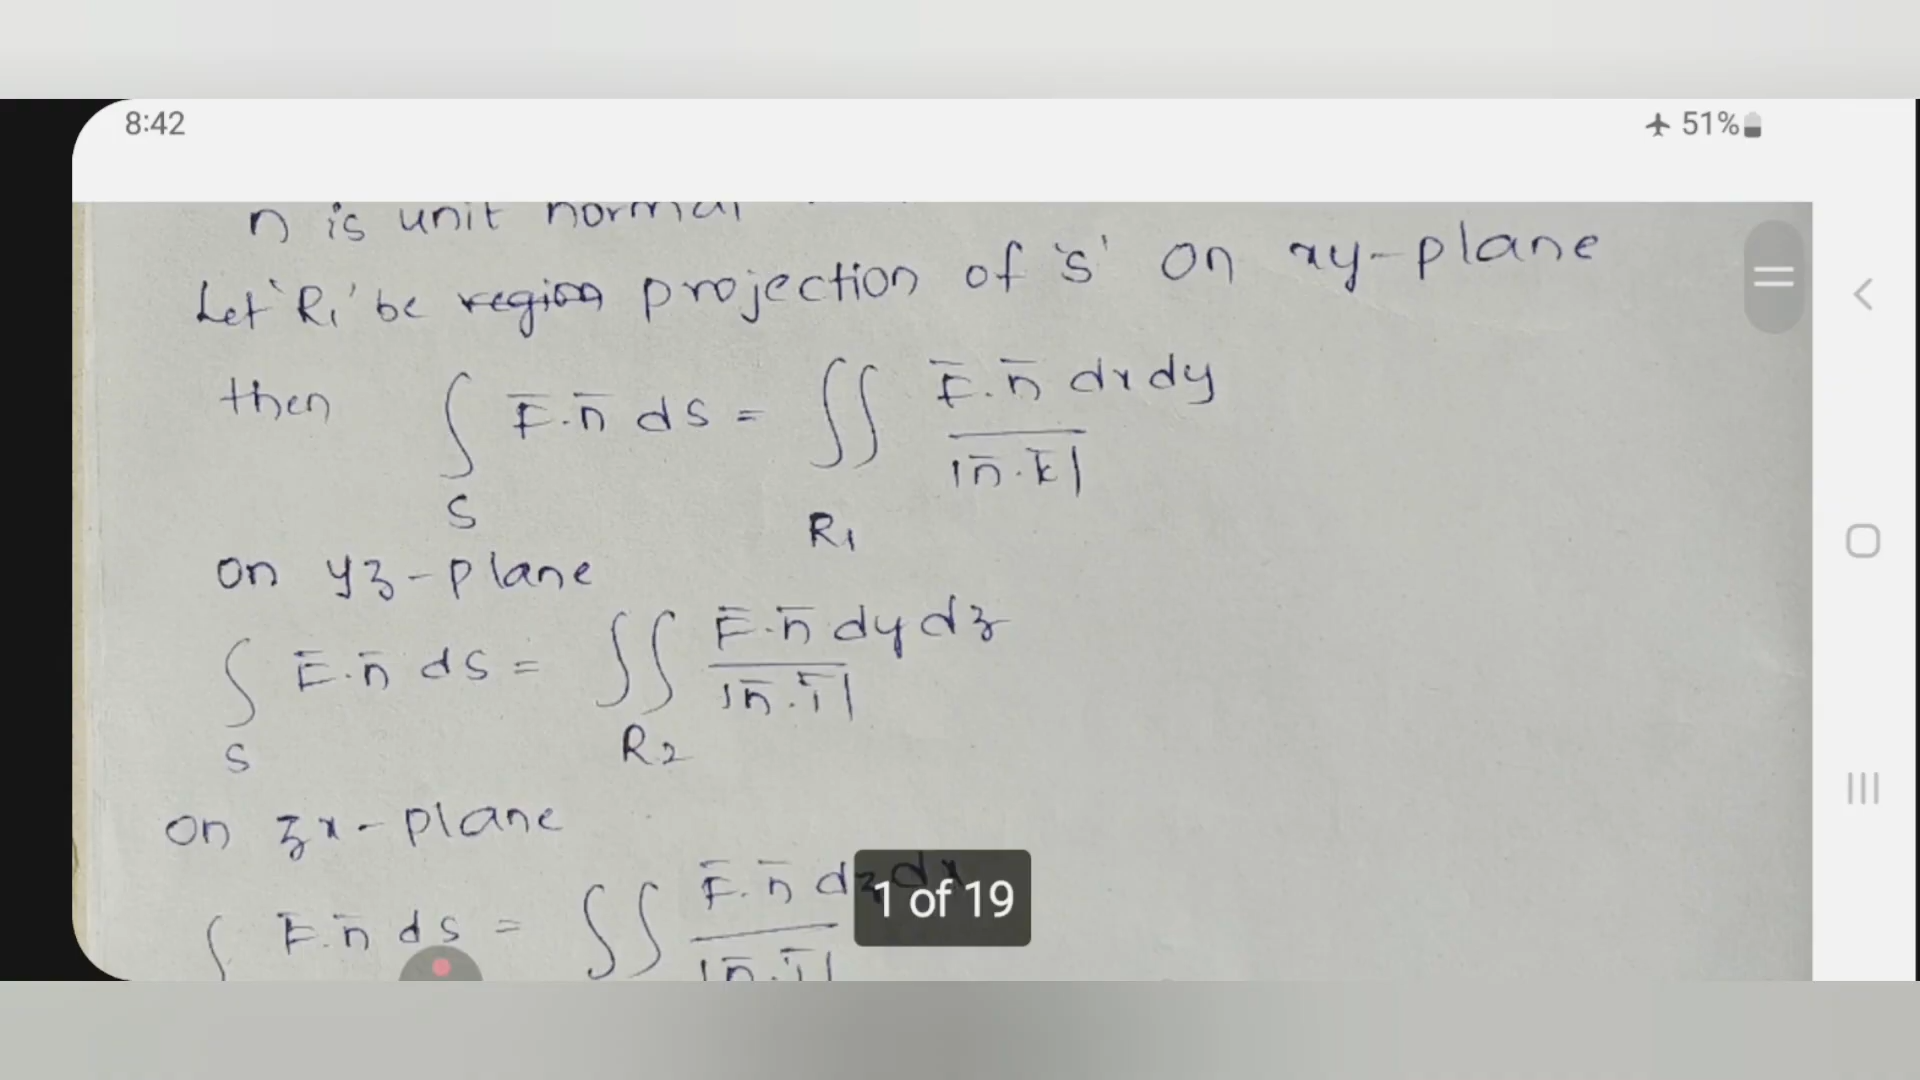 8:42
51%
n is unit normal
Let 'R₁' be region projection of 's' on xy-plane
then ∫ F̅.n̅ ds = ∫∫ F̅.n̅ dxdy
|n̅.k̅|
S R₁
on yz-plane
∫ F̅.n̅ ds = ∫∫ F̅.n̅ dydz
|n̅.i̅|
S R₂
on zx-plane
∫ F̅.n̅ ds = ∫∫ F̅.n̅ dzdx
|n̅.j̅|
1 of 19